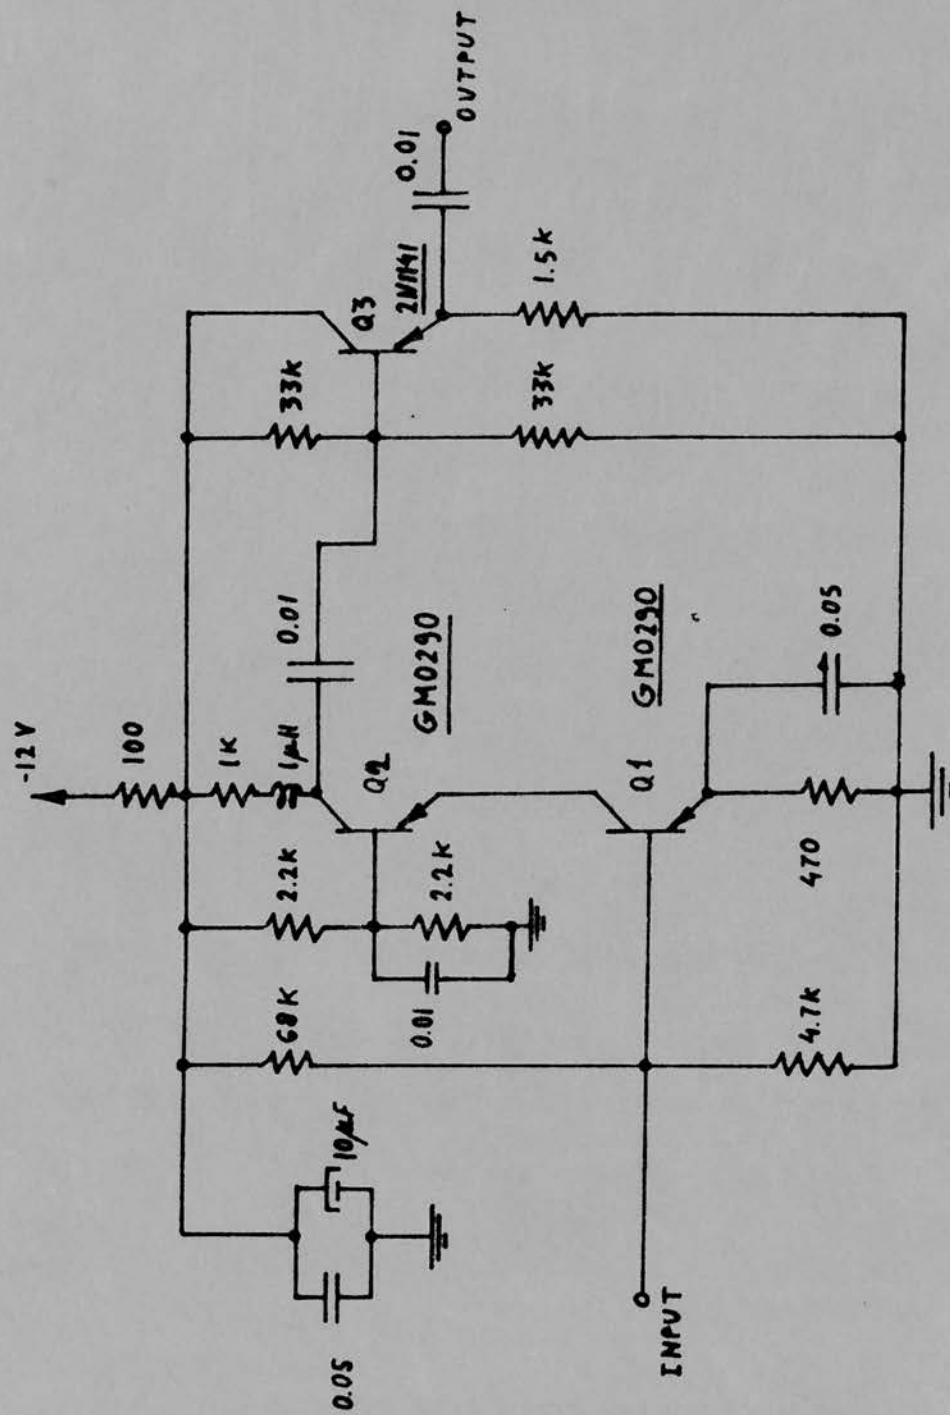 -12V
100
1K
1μH
2.2K
68K
10μF
0.05
0.01
2.2K
Q2
GM0290
0.01
33K
Q3
2N1141
0.01
OUTPUT
33K
1.5K
INPUT
4.7K
Q1
GM0290
470
0.05